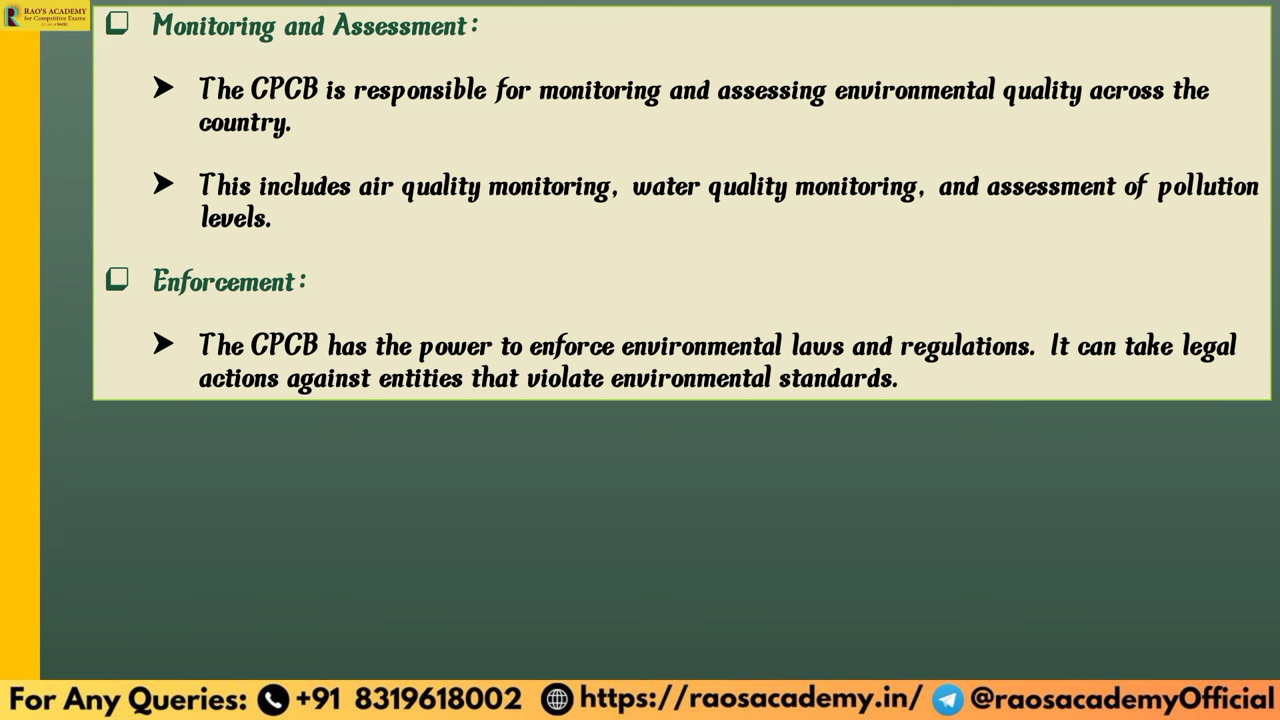 RAO'S ACADEMY
for Competitive Exams
Monitoring and Assessment:
The CPCB is responsible for monitoring and assessing environmental quality across the
country.
This includes air quality monitoring, water quality monitoring, and assessment of pollution
levels.
Enforcement:
The CPCB has the power to enforce environmental laws and regulations. It can take legal
actions against entities that violate environmental standards.
For Any Queries: +91 8319618002 https://raosacademy.in/ @raosacademyOfficial